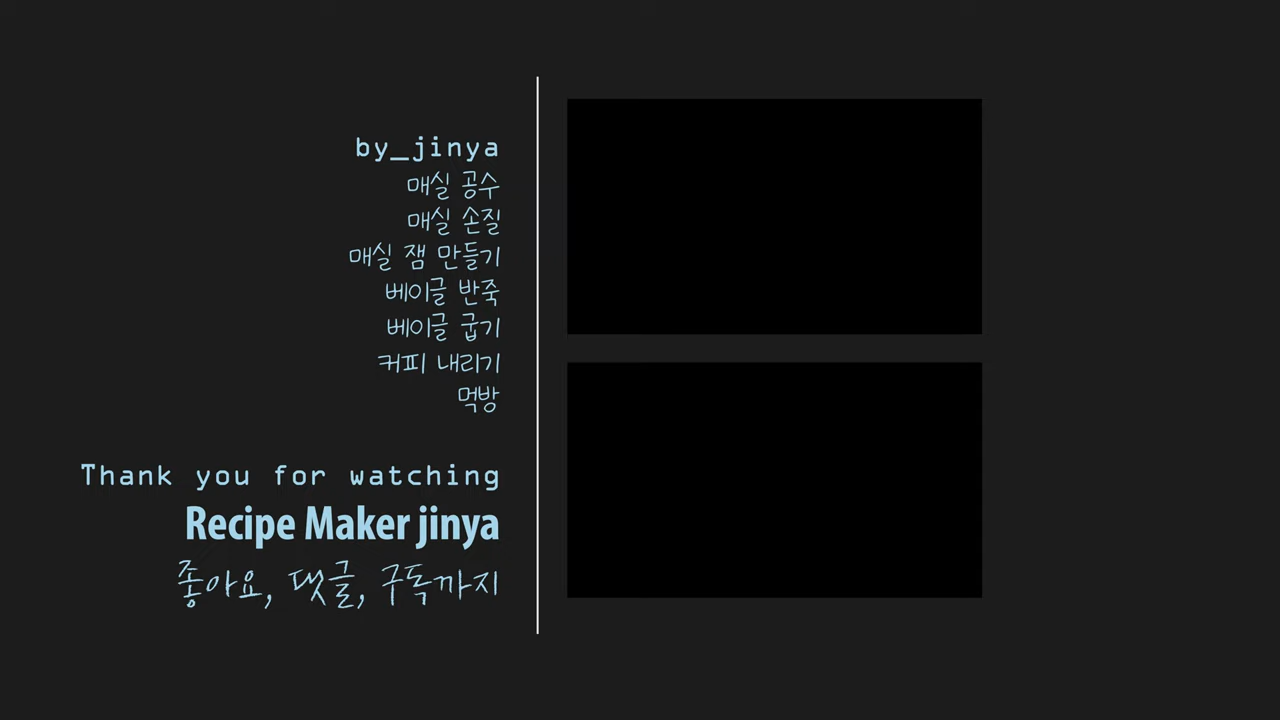 by_jinya
매실 공수
매실 손질
매실 잼 만들기
베이글 반죽
베이글 굽기
커피 내리기
먹방
Thank you for watching
Recipe Maker jinya
좋아요, 댓글, 구독까지